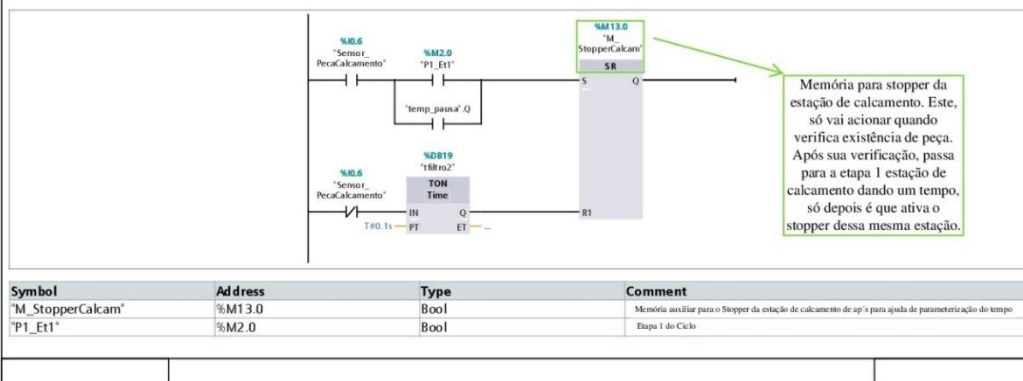 %M13.0
"M_
StopperCalcam"
%I0.6
"Sensor_
PecaCalcamento"
%M2.0
"P1_Et1"
SR
S
Q
"temp_pausa".Q
Memória para stopper da
estação de calcamento. Este,
só vai acionar quando
verifica existência de peça.
Após sua verificação, passa
para a etapa 1 estação de
calcamento dando um tempo,
só depois é que ativa o
stopper dessa mesma estação.
%DB19
"tfiltro2"
%I0.6
"Sensor_
PecaCalcamento"
TON
Time
IN
Q
R1
T#0.1s
PT
ET
...
Symbol Address Type Comment
"M_StopperCalcam" %M13.0 Bool Memória auxiliar para o Stopper da estação de calcamento de ap´s para ajuda de parameterização do tempo
"P1_Et1" %M2.0 Bool Etapa 1 do Ciclo